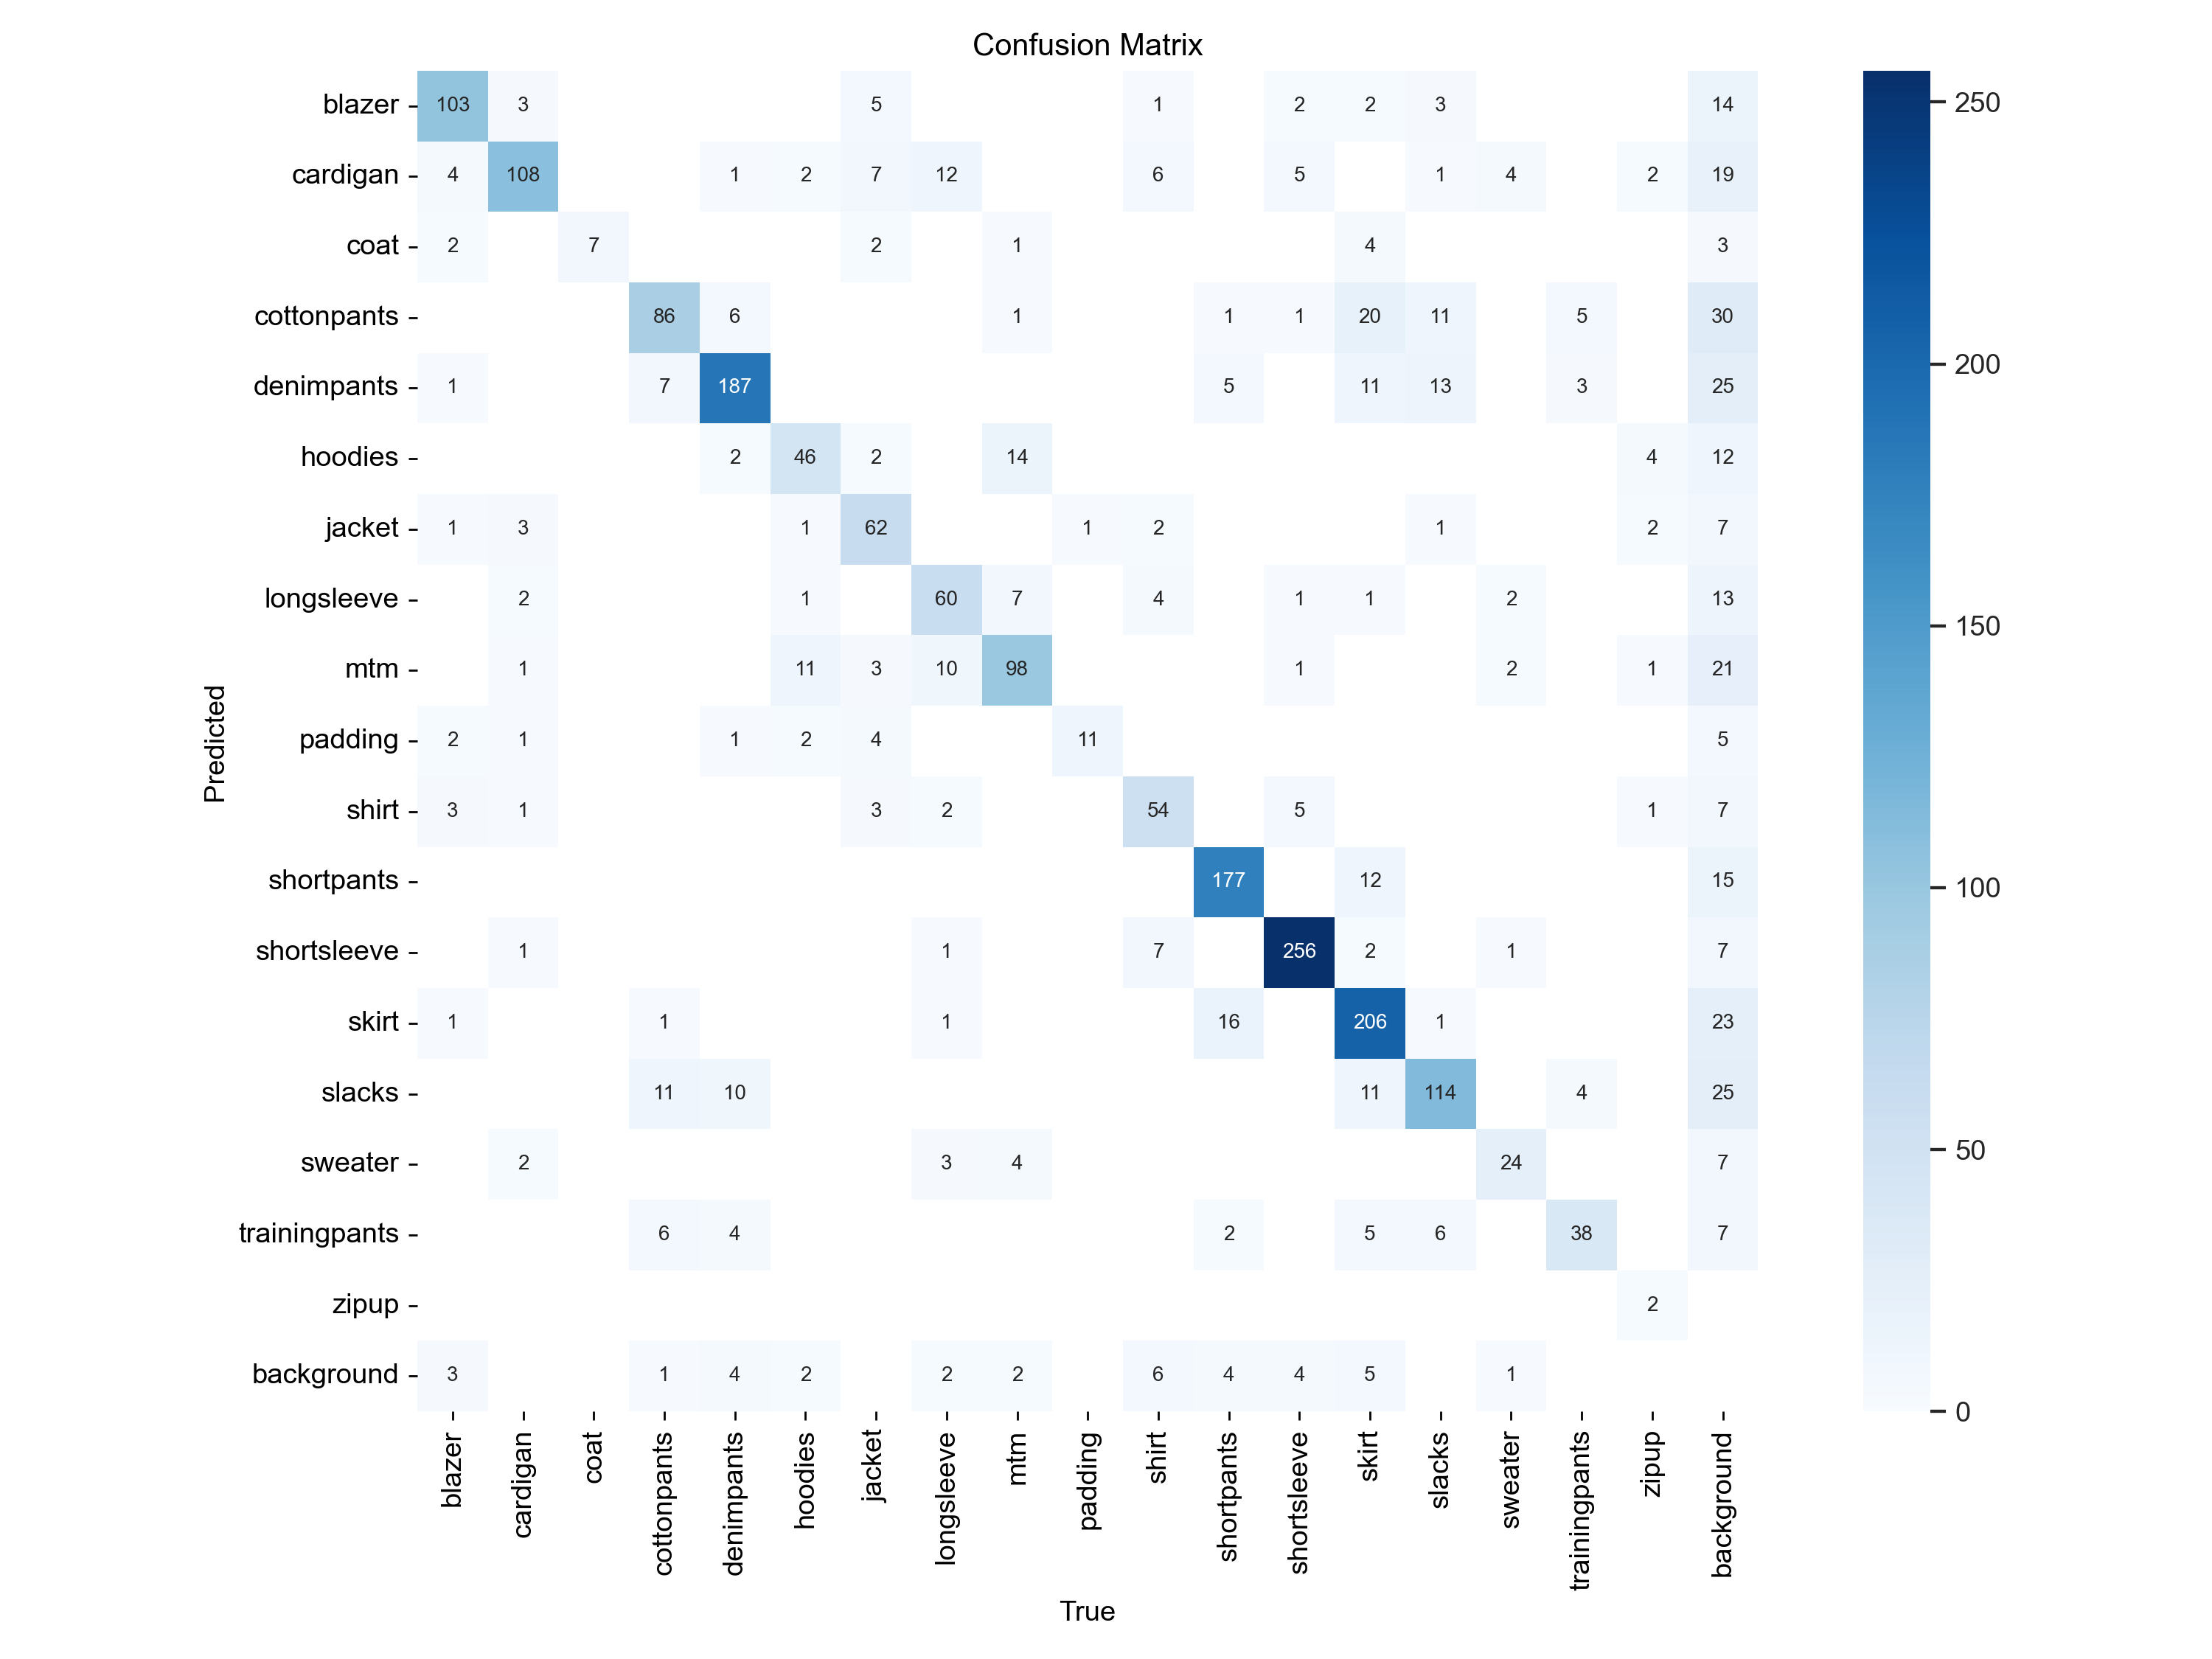 Confusion Matrix
blazer 103 3 5 1 2 2 3 14
cardigan 4 108 1 2 7 12 6 5 1 4 2 19
coat 2 7 2 1 4 3
cottonpants 86 6 1 1 1 20 11 5 30
denimpants 1 7 187 5 11 13 3 25
hoodies 2 46 2 14 4 12
jacket 1 3 1 62 1 2 1 2 7
longsleeve 2 1 60 7 4 1 1 2 13
mtm 1 11 3 10 98 1 2 1 21
padding 2 1 1 2 4 11 5
shirt 3 1 3 2 54 5 1 7
shortpants 177 12 15
shortsleeve 1 1 7 256 2 1 7
skirt 1 1 1 16 206 1 23
slacks 11 10 11 114 4 25
sweater 2 3 4 24 7
trainingpants 6 4 2 5 6 38 7
zipup 2
background 3 1 4 2 2 2 6 4 4 5 1
Predicted
blazer cardigan coat cottonpants denimpants hoodies jacket longsleeve mtm padding shirt shortpants shortsleeve skirt slacks sweater trainingpants zipup background
True
250
200
150
100
50
0